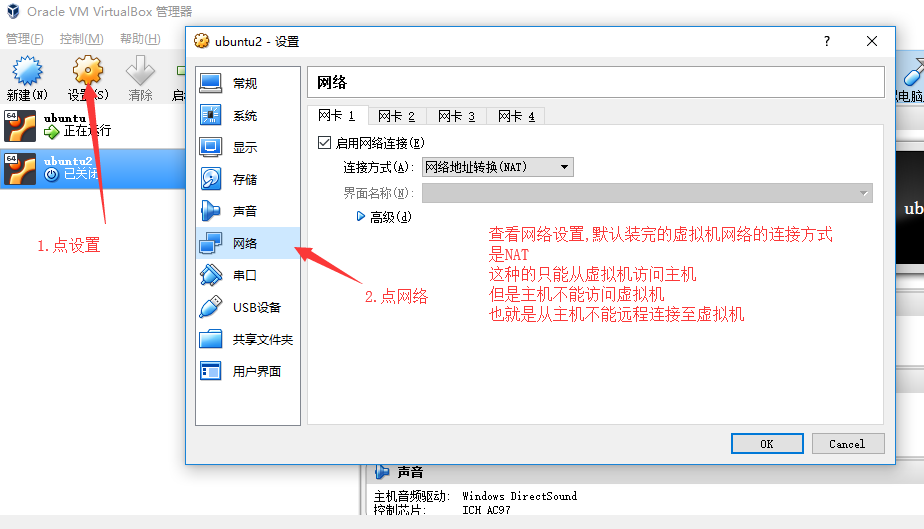 Oracle VM VirtualBox 管理器
管理(F) 控制(M) 帮助(H)
新建(N) 设置(S) 清除
64 ubuntu
正在运行
64 ubuntu2
已关闭
1.点设置
ubuntu2 - 设置 ?
常规
系统
显示
存储
声音
网络
串口
USB设备
共享文件夹
用户界面
网络
网卡 1 网卡 2 网卡 3 网卡 4
启用网络连接(E)
连接方式(A): 网络地址转换(NAT)
界面名称(N):
高级(d)
2.点网络
查看网络设置,默认装完的虚拟机网络的连接方式
是NAT
这种的只能从虚拟机访问主机
但是主机不能访问虚拟机
也就是从主机不能远程连接至虚拟机
OK Cancel
电脑
ub
声音
主机音频驱动: Windows DirectSound
控制芯片: ICH AC97